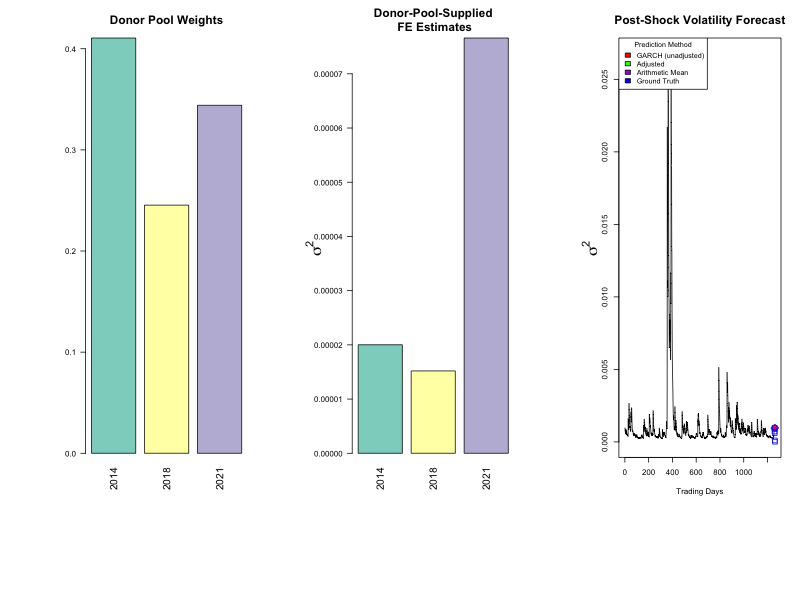 Donor Pool Weights
0.4
0.3
0.2
0.1
0.0
2014
2018
2021
Donor-Pool-Supplied
FE Estimates
σ2
0.00007
0.00006
0.00005
0.00004
0.00003
0.00002
0.00001
0.00000
2014
2018
2021
Post-Shock Volatility Forecast
Prediction Method
GARCH (unadjusted)
Adjusted
Arithmetic Mean
Ground Truth
σ2
0.025
0.020
0.015
0.010
0.005
0.000
0
200
400
600
800
1000
Trading Days